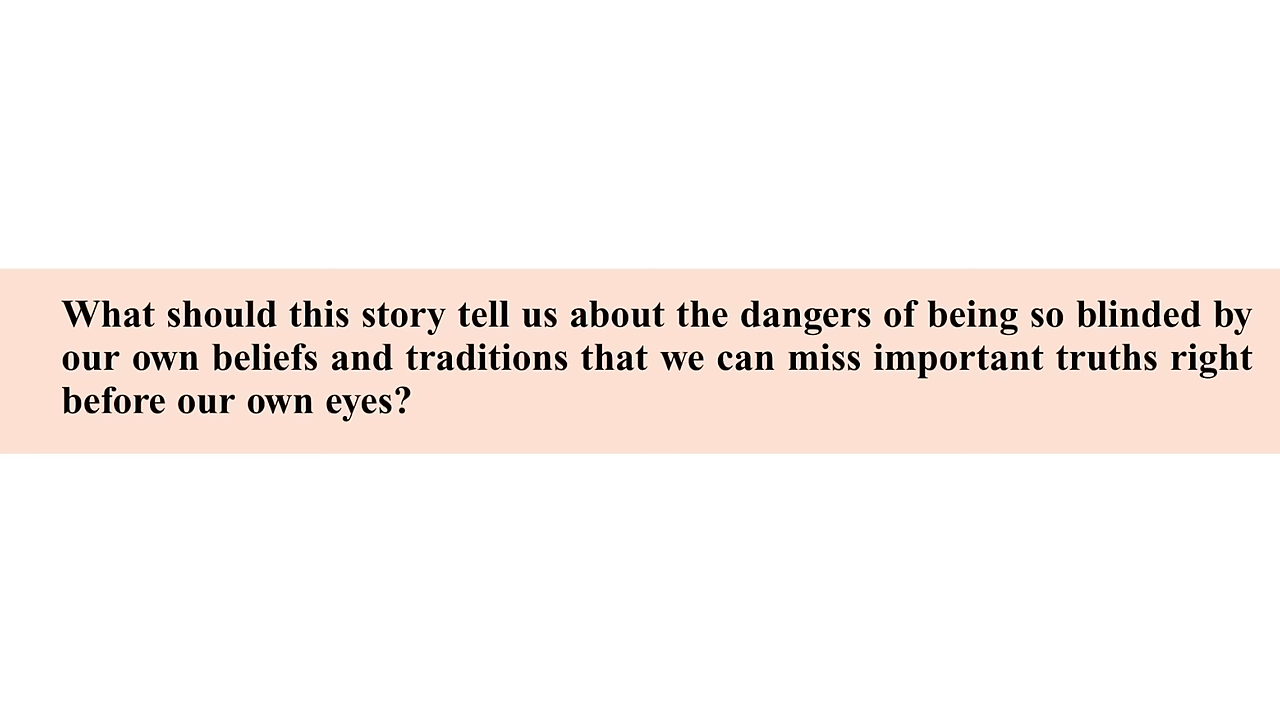 What should this story tell us about the dangers of being so blinded by
our own beliefs and traditions that we can miss important truths right
before our own eyes?